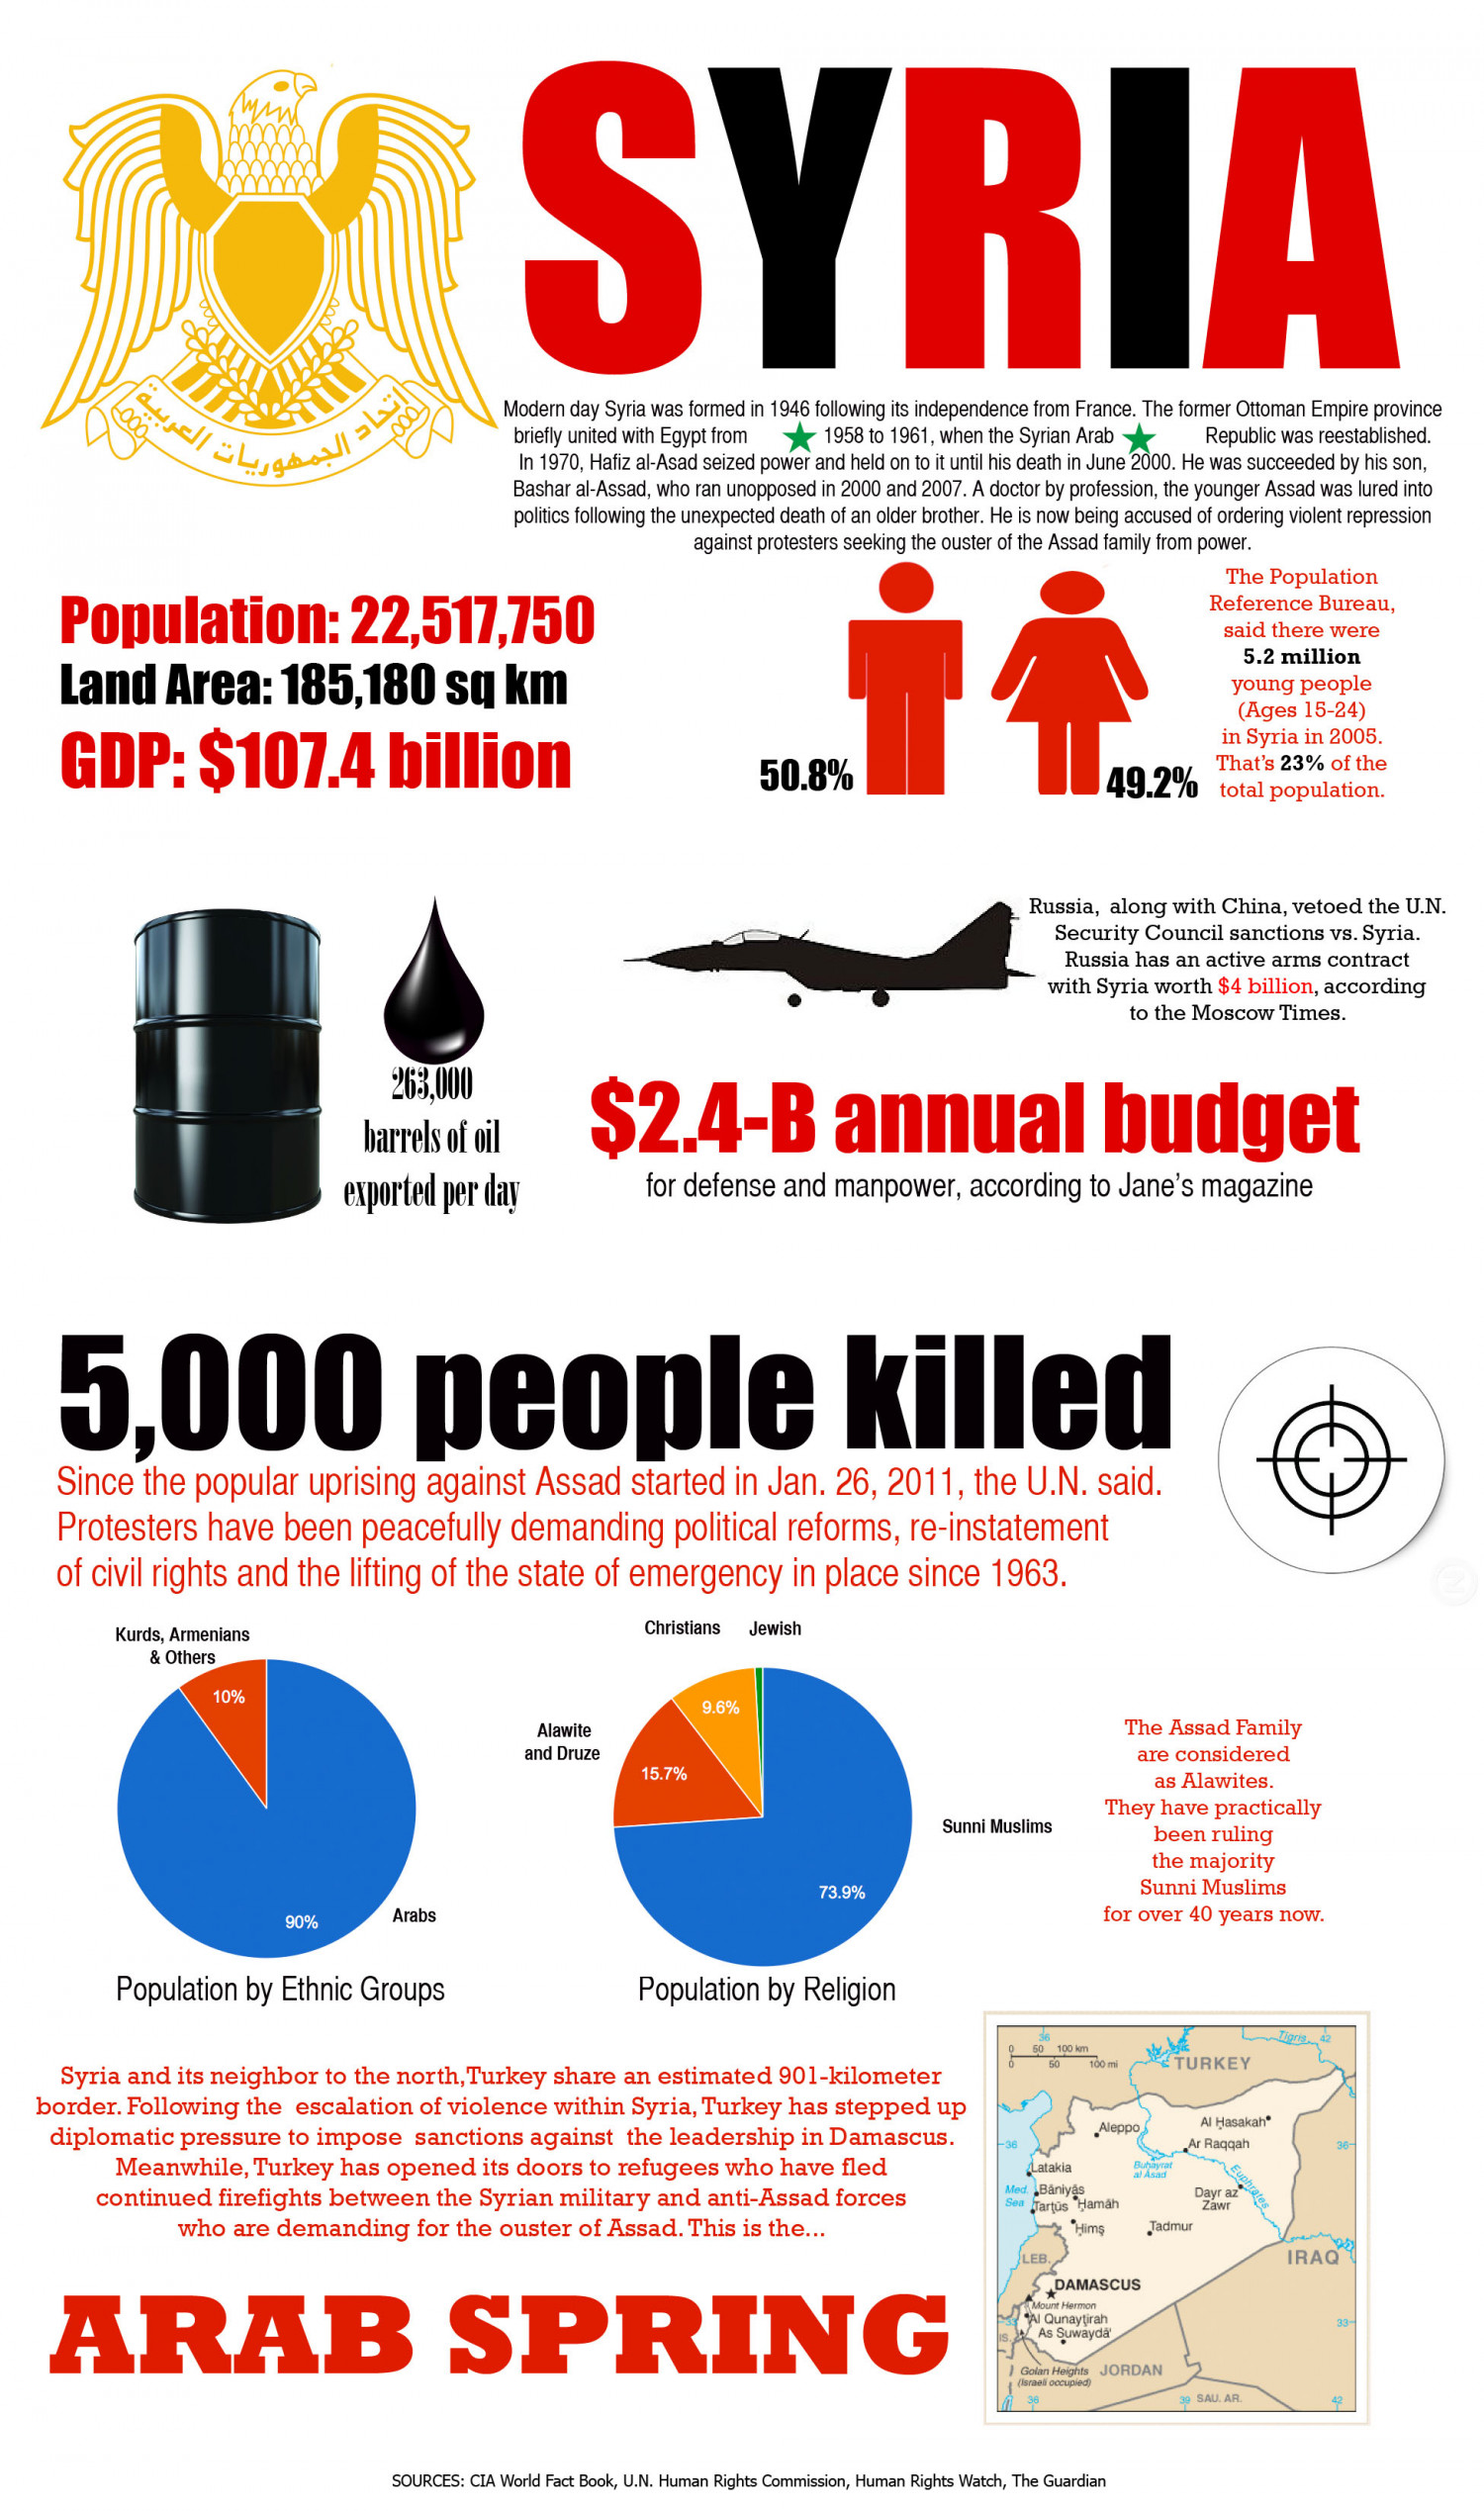 SYRIA
اتحاد الجمهوريات العربية
Modern day Syria was formed in 1946 following its independence from France. The former Ottoman Empire province
briefly united with Egypt from 1958 to 1961, when the Syrian Arab Republic was reestablished.
In 1970, Hafiz al-Asad seized power and held on to it until his death in June 2000. He was succeeded by his son,
Bashar al-Assad, who ran unopposed in 2000 and 2007. A doctor by profession, the younger Assad was lured into
politics following the unexpected death of an older brother. He is now being accused of ordering violent repression
against protesters seeking the ouster of the Assad family from power.
Population: 22,517,750
Land Area: 185,180 sq km
GDP: $107.4 billion
50.8%
49.2%
The Population
Reference Bureau,
said there were
5.2 million
young people
(Ages 15-24)
in Syria in 2005.
That's 23% of the
total population.
263,000
barrels of oil
exported per day
Russia, along with China, vetoed the U.N.
Security Council sanctions vs. Syria.
Russia has an active arms contract
with Syria worth $4 billion, according
to the Moscow Times.
$2.4-B annual budget
for defense and manpower, according to Jane's magazine
5,000 people killed
Since the popular uprising against Assad started in Jan. 26, 2011, the U.N. said.
Protesters have been peacefully demanding political reforms, re-instatement
of civil rights and the lifting of the state of emergency in place since 1963.
Kurds, Armenians
& Others
10%
90%
Arabs
Population by Ethnic Groups
Christians
Jewish
9.6%
Alawite
and Druze
15.7%
Sunni Muslims
73.9%
Population by Religion
The Assad Family
are considered
as Alawites.
They have practically
been ruling
the majority
Sunni Muslims
for over 40 years now.
Syria and its neighbor to the north,Turkey share an estimated 901-kilometer
border. Following the escalation of violence within Syria, Turkey has stepped up
diplomatic pressure to impose sanctions against the leadership in Damascus.
Meanwhile, Turkey has opened its doors to refugees who have fled
continued firefights between the Syrian military and anti-Assad forces
who are demanding for the ouster of Assad. This is the...
ARAB SPRING
36
Tigris
42
0 50 100 km
0 50 100 mi
TURKEY
Aleppo
Al Ḩasakah
36
Ar Raqqah
36
Latakia
Buḩayrat
al Asad
Euphrates
Med.
Sea
Bāniyās
Dayr az
Zawr
Ţarţūs
Ḩamāh
Ḩimş
Tadmur
LEB.
IRAQ
DAMASCUS
Mount Hermon
33
Al Qunayţirah
33
IS.
As Suwaydā'
Golan Heights
(Israeli occupied)
JORDAN
36
39
SAU. AR.
42
SOURCES: CIA World Fact Book, U.N. Human Rights Commission, Human Rights Watch, The Guardian